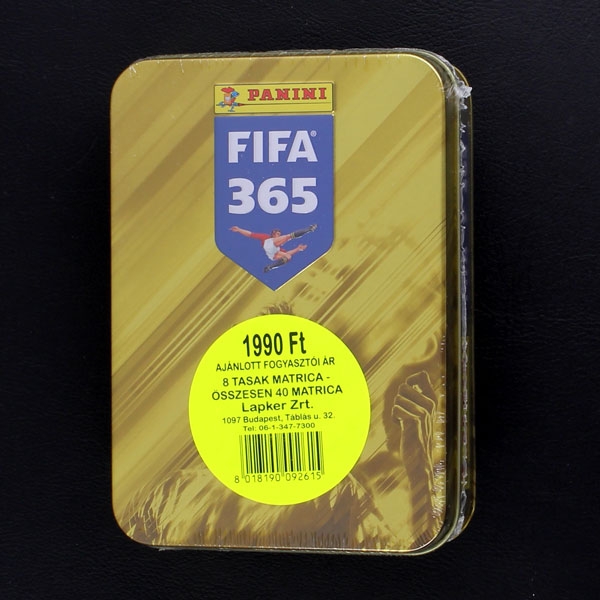 PANINI
FIFA®
365
1990 Ft
AJÁNLOTT FOGYASZTÓI ÁR
8 TASAK MATRICA -
ÖSSZESEN 40 MATRICA
Lapker Zrt.
1097 Budapest, Táblás u. 32.
Tel: 06-1-347-7300
8 018190 092615